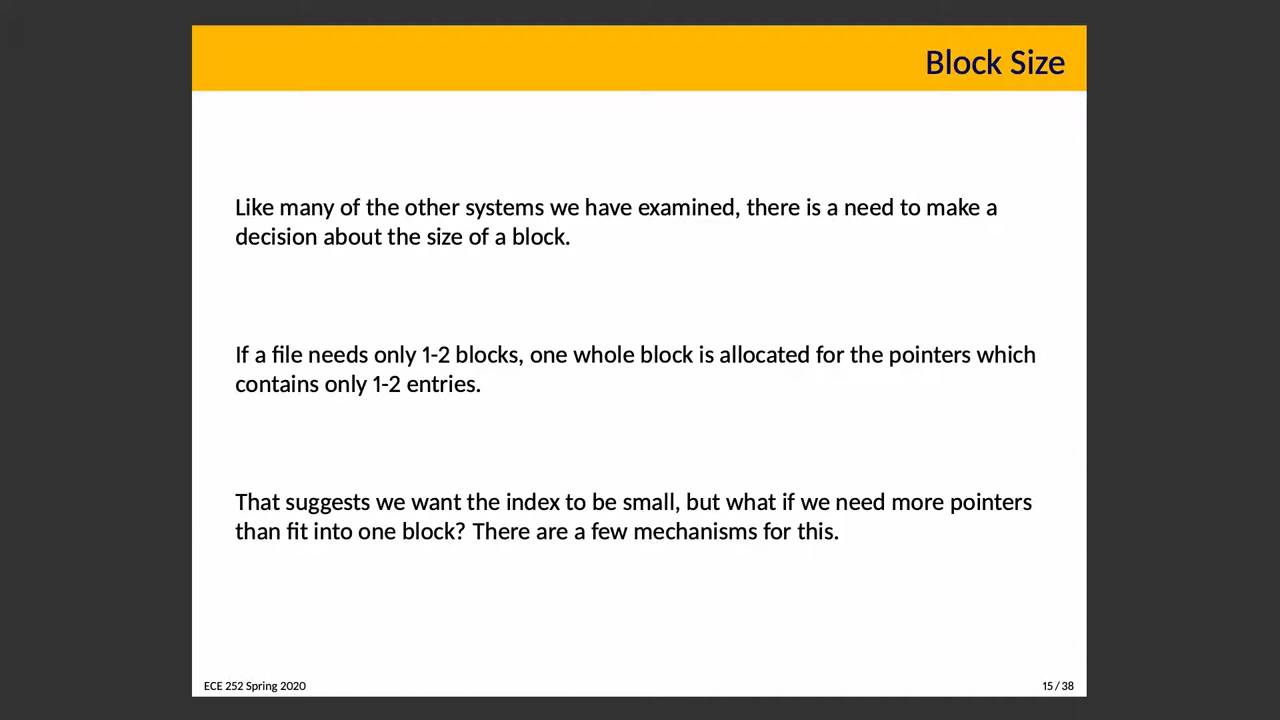 Block Size
Like many of the other systems we have examined, there is a need to make a
decision about the size of a block.
If a file needs only 1-2 blocks, one whole block is allocated for the pointers which
contains only 1-2 entries.
That suggests we want the index to be small, but what if we need more pointers
than fit into one block? There are a few mechanisms for this.
ECE 252 Spring 2020
15 / 38